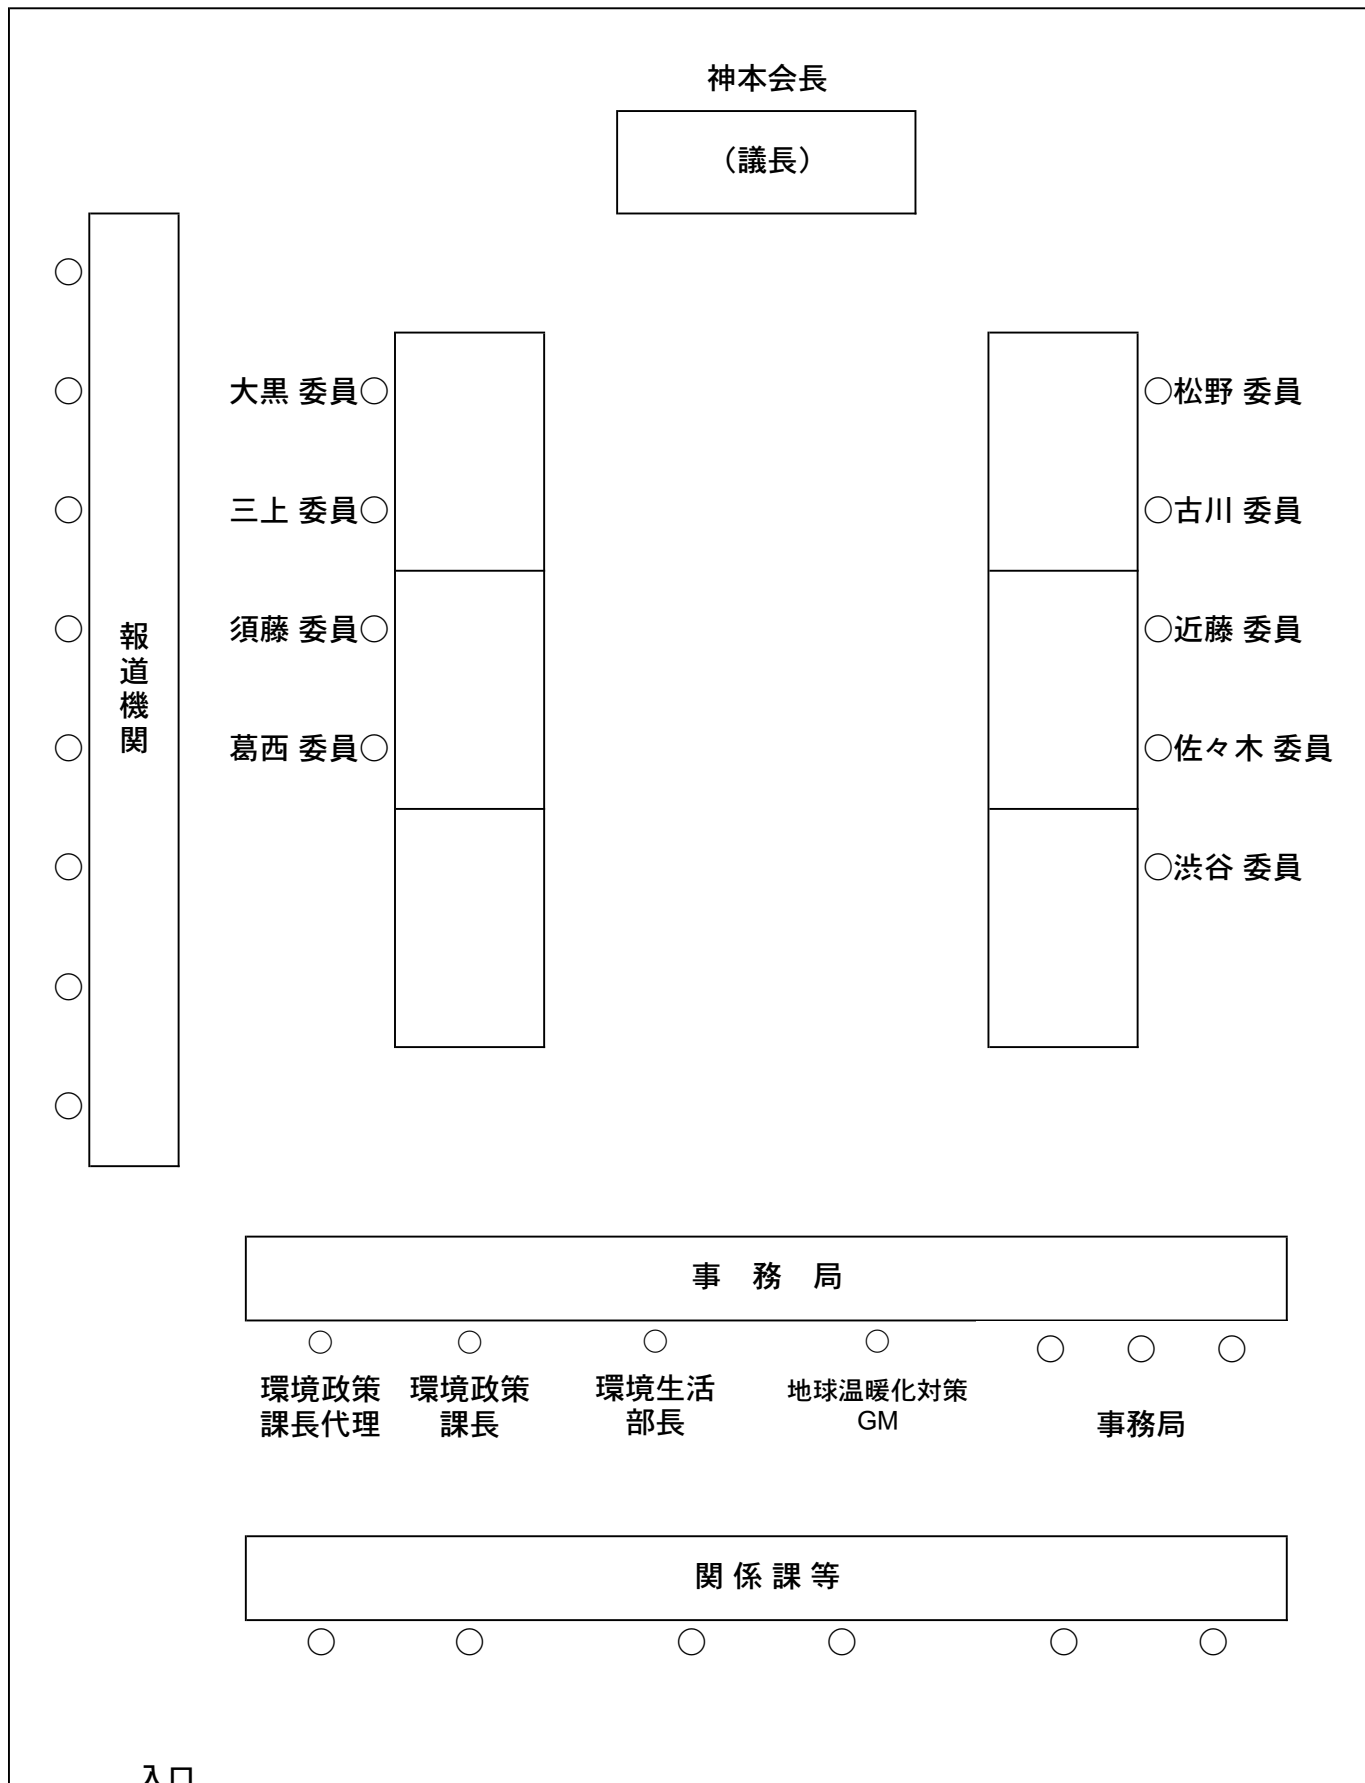 神本会長
（議長）
大黒 委員○
○松野 委員
三上 委員○
○古川 委員
須藤 委員○
○近藤 委員
報道機関
葛西 委員○
○佐々木 委員
○渋谷 委員
事　務　局
環境政策
課長代理
環境政策
課長
環境生活
部長
地球温暖化対策
GM
事務局
関 係 課 等
入口